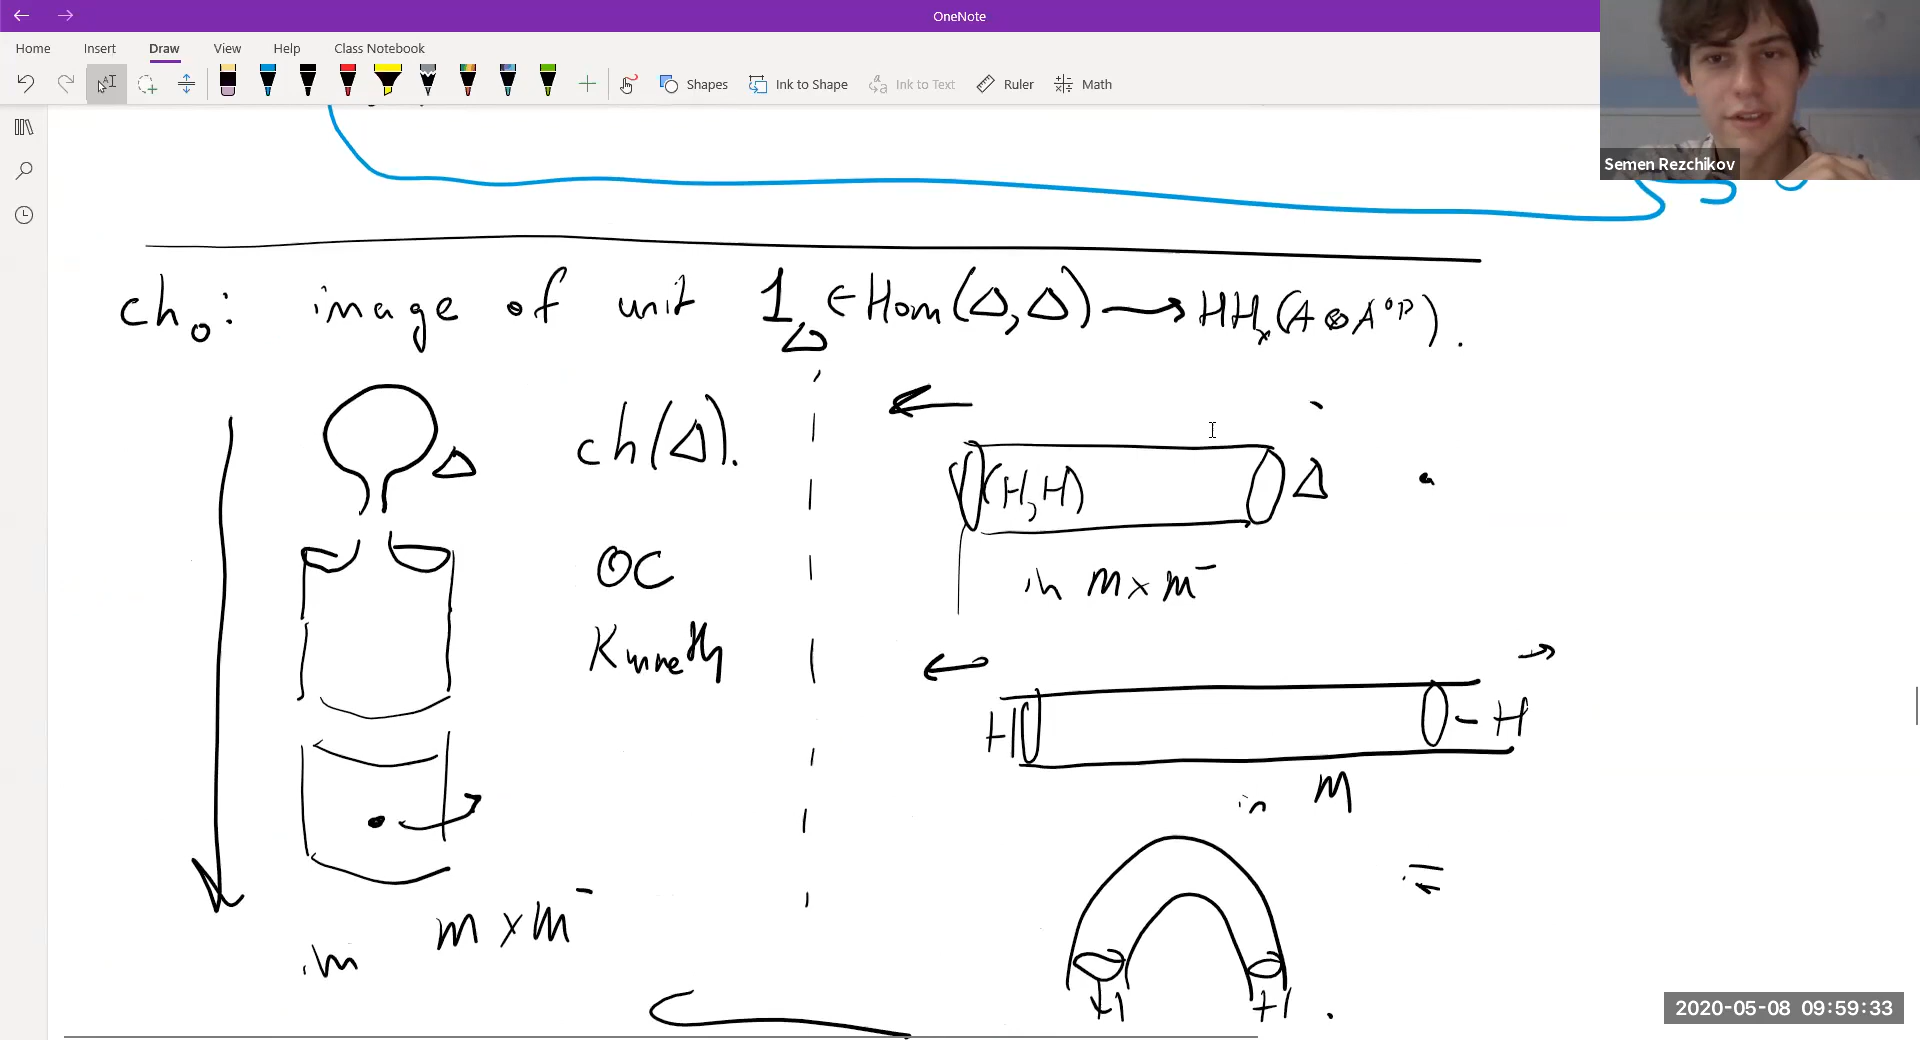 OneNote
Home Insert Draw View Help Class Notebook
Shapes Ink to Shape Ink to Text Ruler Math
Semen Rezchikov
ch₀: image of unit 1_Δ ∈ Hom(Δ,Δ) → HH_*(A⊗A^op).
Δ ch(Δ).
(H,H) Δ
OC
in M×M⁻
Kunneth
H -H
in M
=
in M×M⁻
+1 +1.
2020-05-08 09:59:33